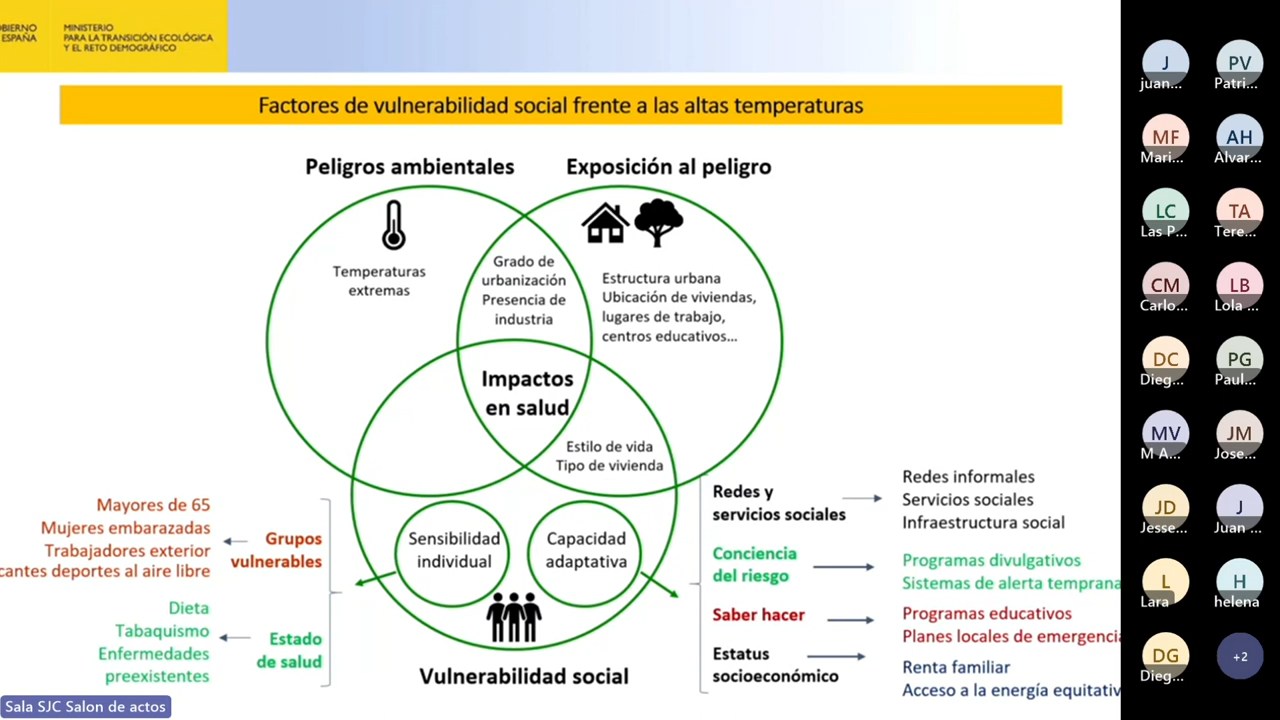 OBIERNO
ESPAÑA
MINISTERIO
PARA LA TRANSICIÓN ECOLÓGICA
Y EL RETO DEMOGRÁFICO
Factores de vulnerabilidad social frente a las altas temperaturas
Peligros ambientales
Exposición al peligro
Temperaturas
extremas
Grado de
urbanización
Presencia de
industria
Estructura urbana
Ubicación de viviendas,
lugares de trabajo,
centros educativos...
Impactos
en salud
Estilo de vida
Tipo de vivienda
Sensibilidad
individual
Capacidad
adaptativa
Vulnerabilidad social
Mayores de 65
Mujeres embarazadas
Trabajadores exterior
cantes deportes al aire libre
Grupos
vulnerables
Dieta
Tabaquismo
Enfermedades
preexistentes
Estado
de salud
Redes y
servicios sociales
Redes informales
Servicios sociales
Infraestructura social
Conciencia
del riesgo
Programas divulgativos
Sistemas de alerta temprana
Saber hacer
Programas educativos
Planes locales de emergencia
Estatus
socioeconómico
Renta familiar
Acceso a la energía equitativ
Sala SJC Salon de actos
J
juan...
PV
Patri...
MF
Mari...
AH
Alvar...
LC
Las P...
TA
Tere...
CM
Carlo...
LB
Lola ...
DC
Dieg...
PG
Paul...
MV
M A...
JM
Jose...
JD
Jesse...
J
Juan ...
L
Lara
H
helena
DG
Dieg...
+2